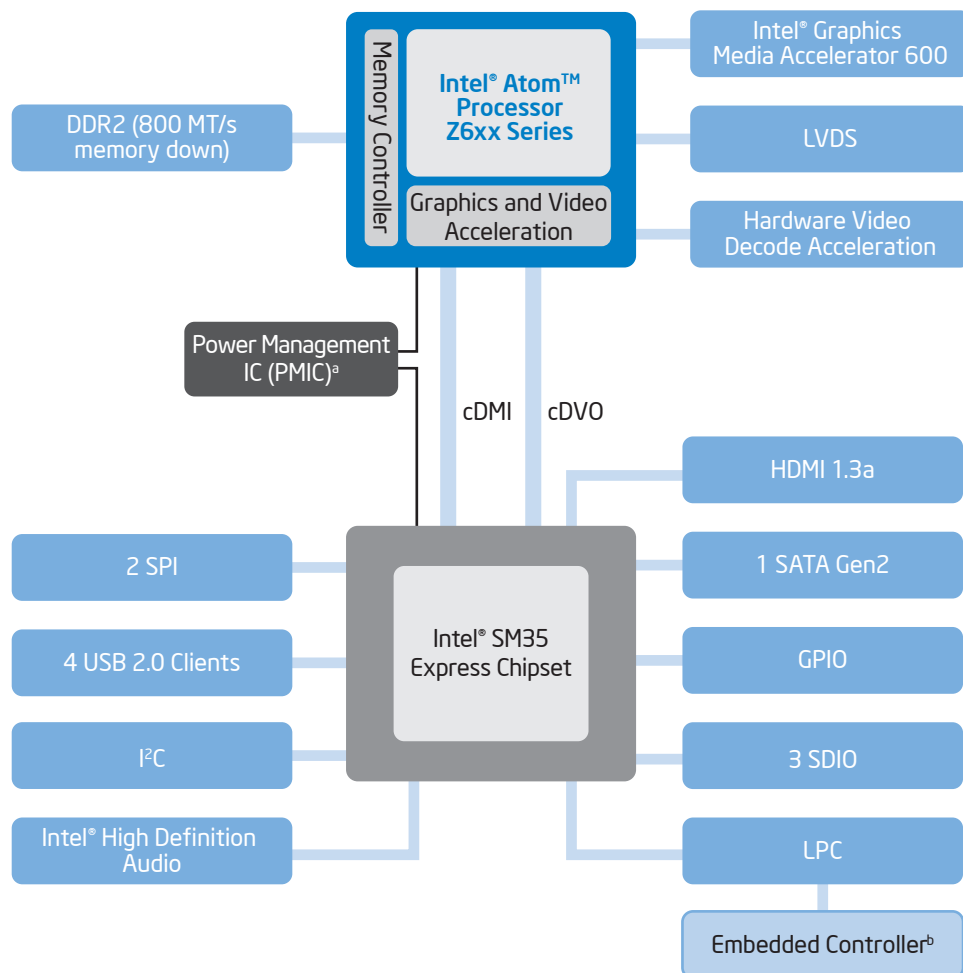 Intel® Graphics
Media Accelerator 600
Memory Controller
Intel® Atom™
Processor
Z6xx Series
DDR2 (800 MT/s
memory down)
LVDS
Graphics and Video
Acceleration
Hardware Video
Decode Acceleration
Power Management
IC (PMIC)ᵃ
cDMI
cDVO
HDMI 1.3a
2 SPI
1 SATA Gen2
Intel® SM35
Express Chipset
4 USB 2.0 Clients
GPIO
I²C
3 SDIO
Intel® High Definition
Audio
LPC
Embedded Controllerᵇ